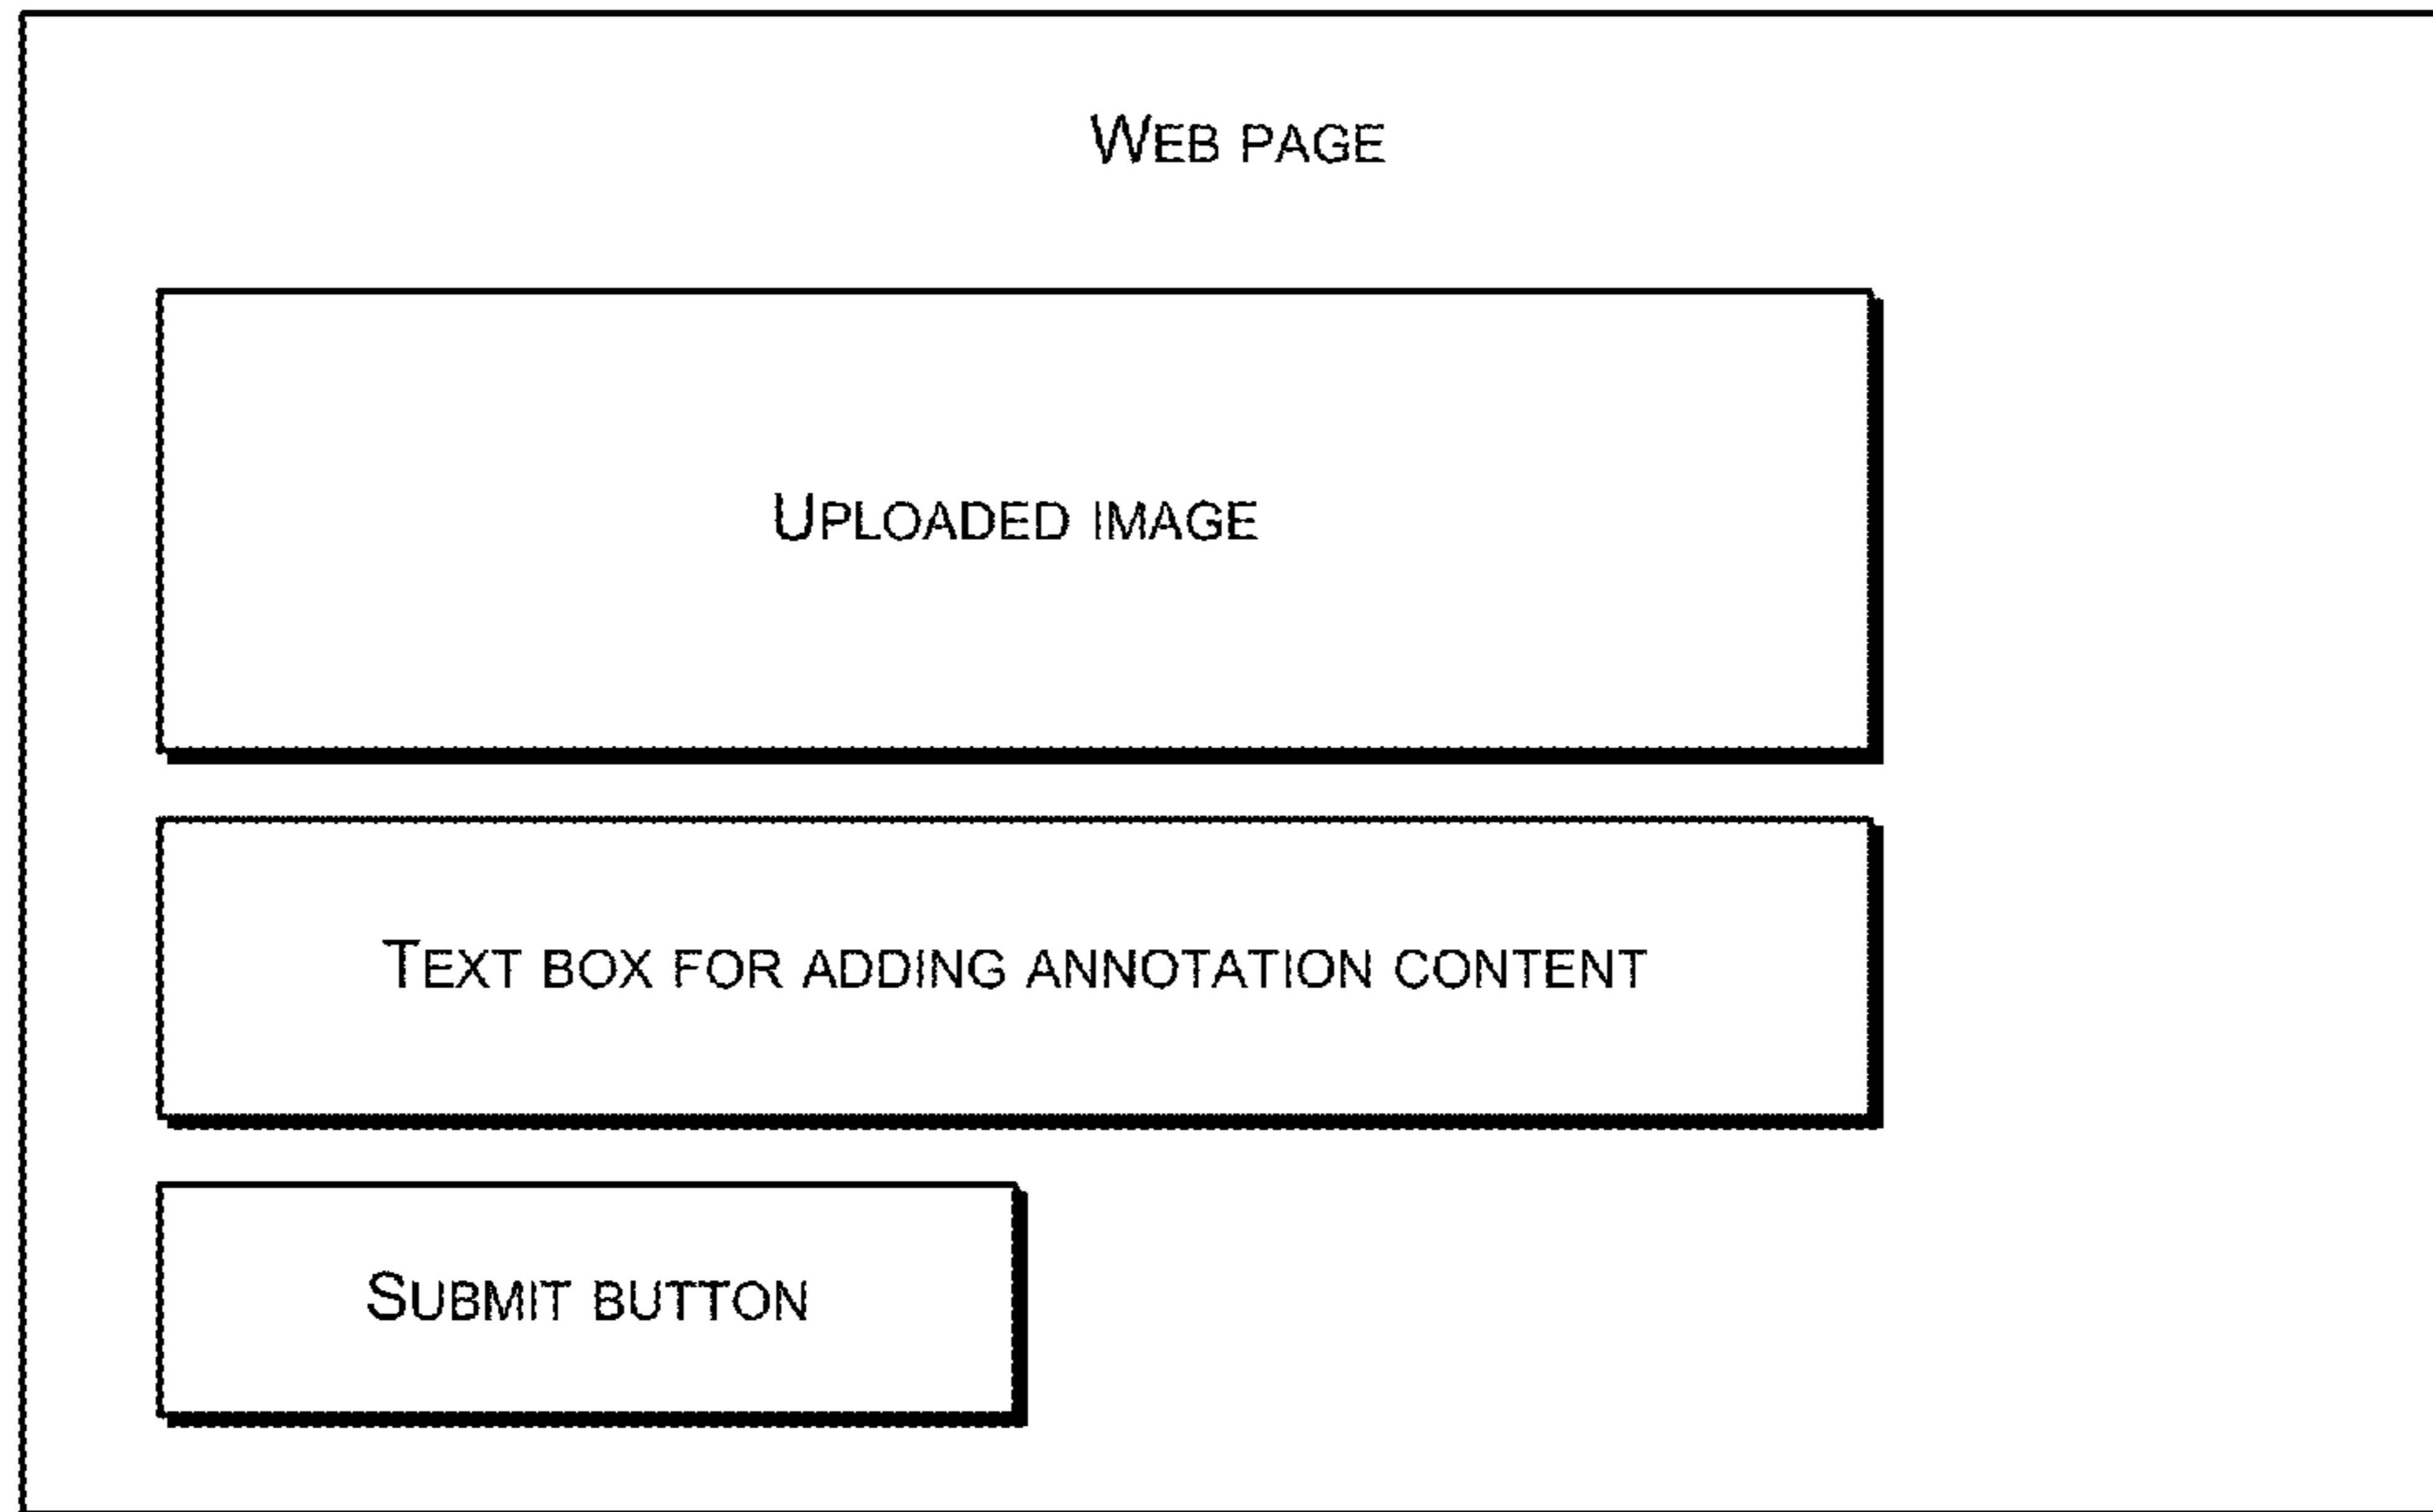 Web page
Uploaded image
Text box for adding annotation content
Submit button